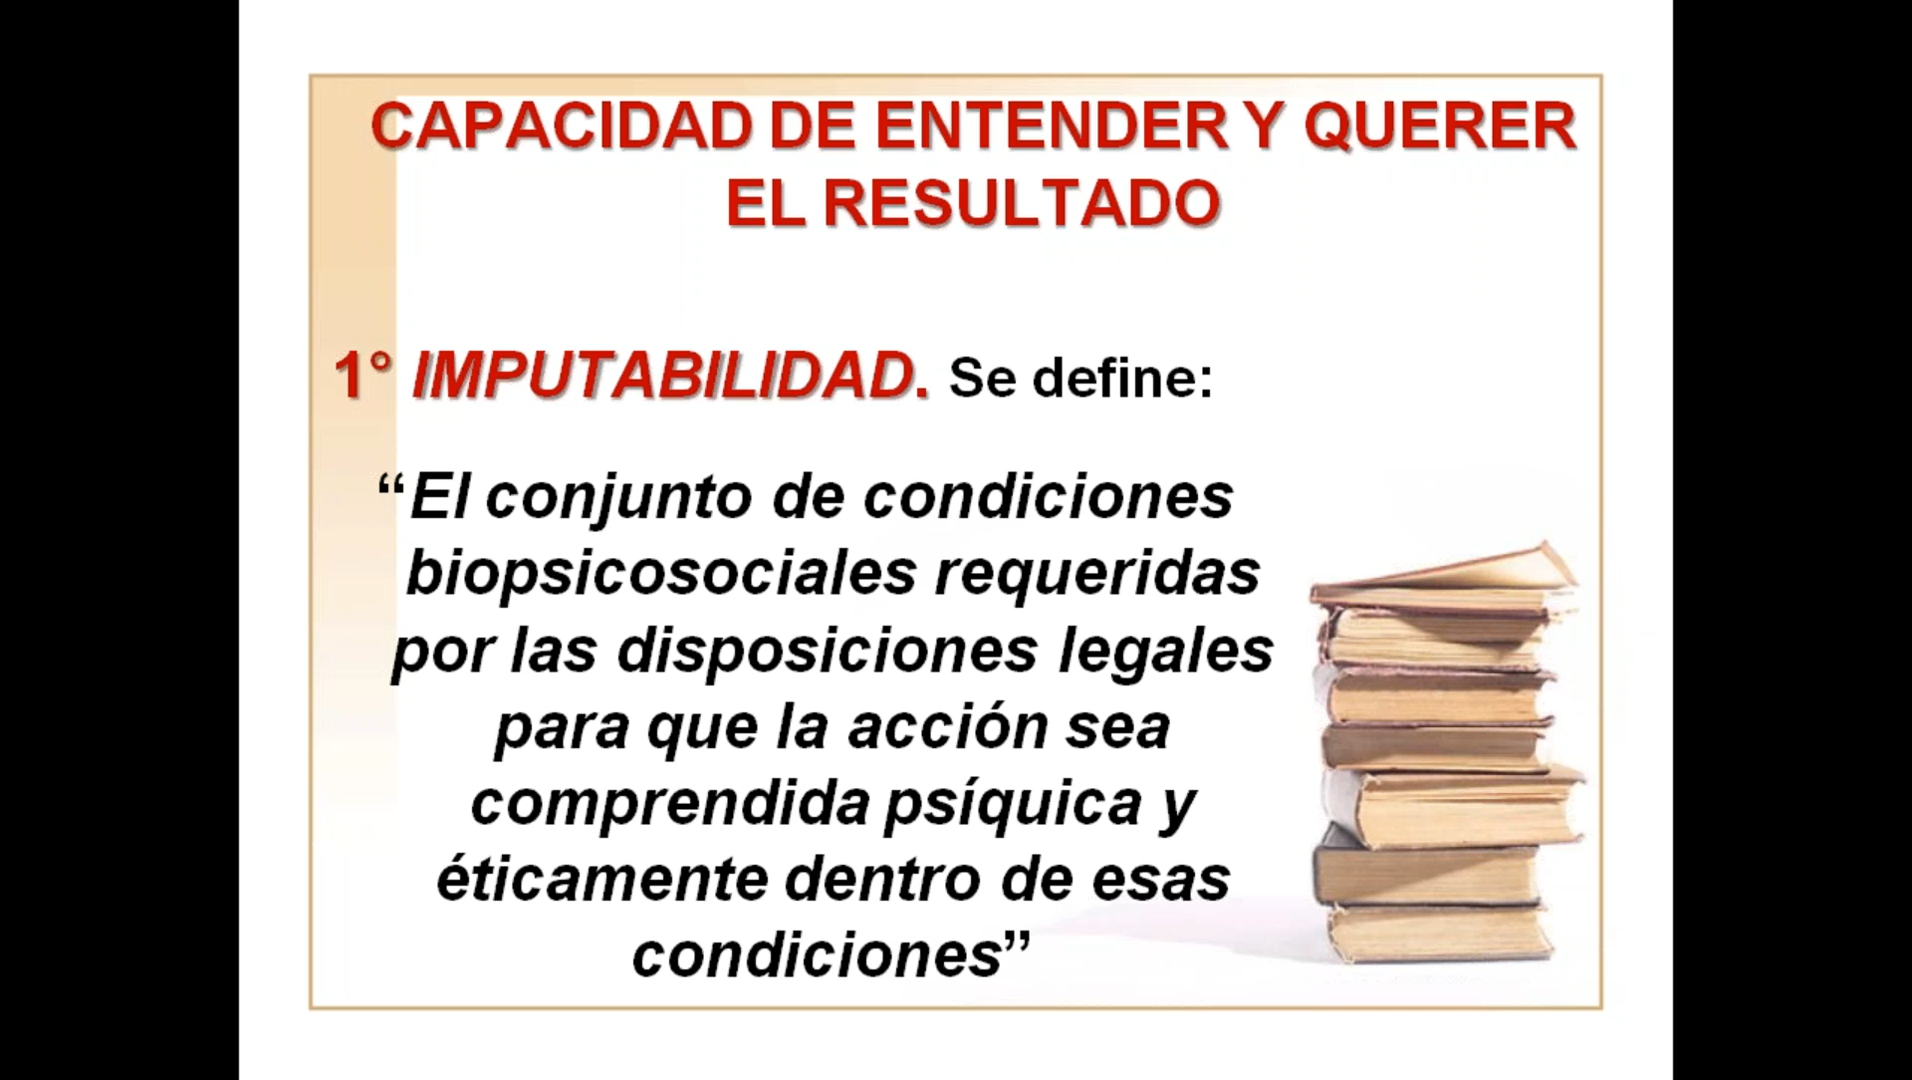 CAPACIDAD DE ENTENDER Y QUERER
EL RESULTADO
1° IMPUTABILIDAD. Se define:
“El conjunto de condiciones
biopsicosociales requeridas
por las disposiciones legales
para que la acción sea
comprendida psíquica y
éticamente dentro de esas
condiciones”